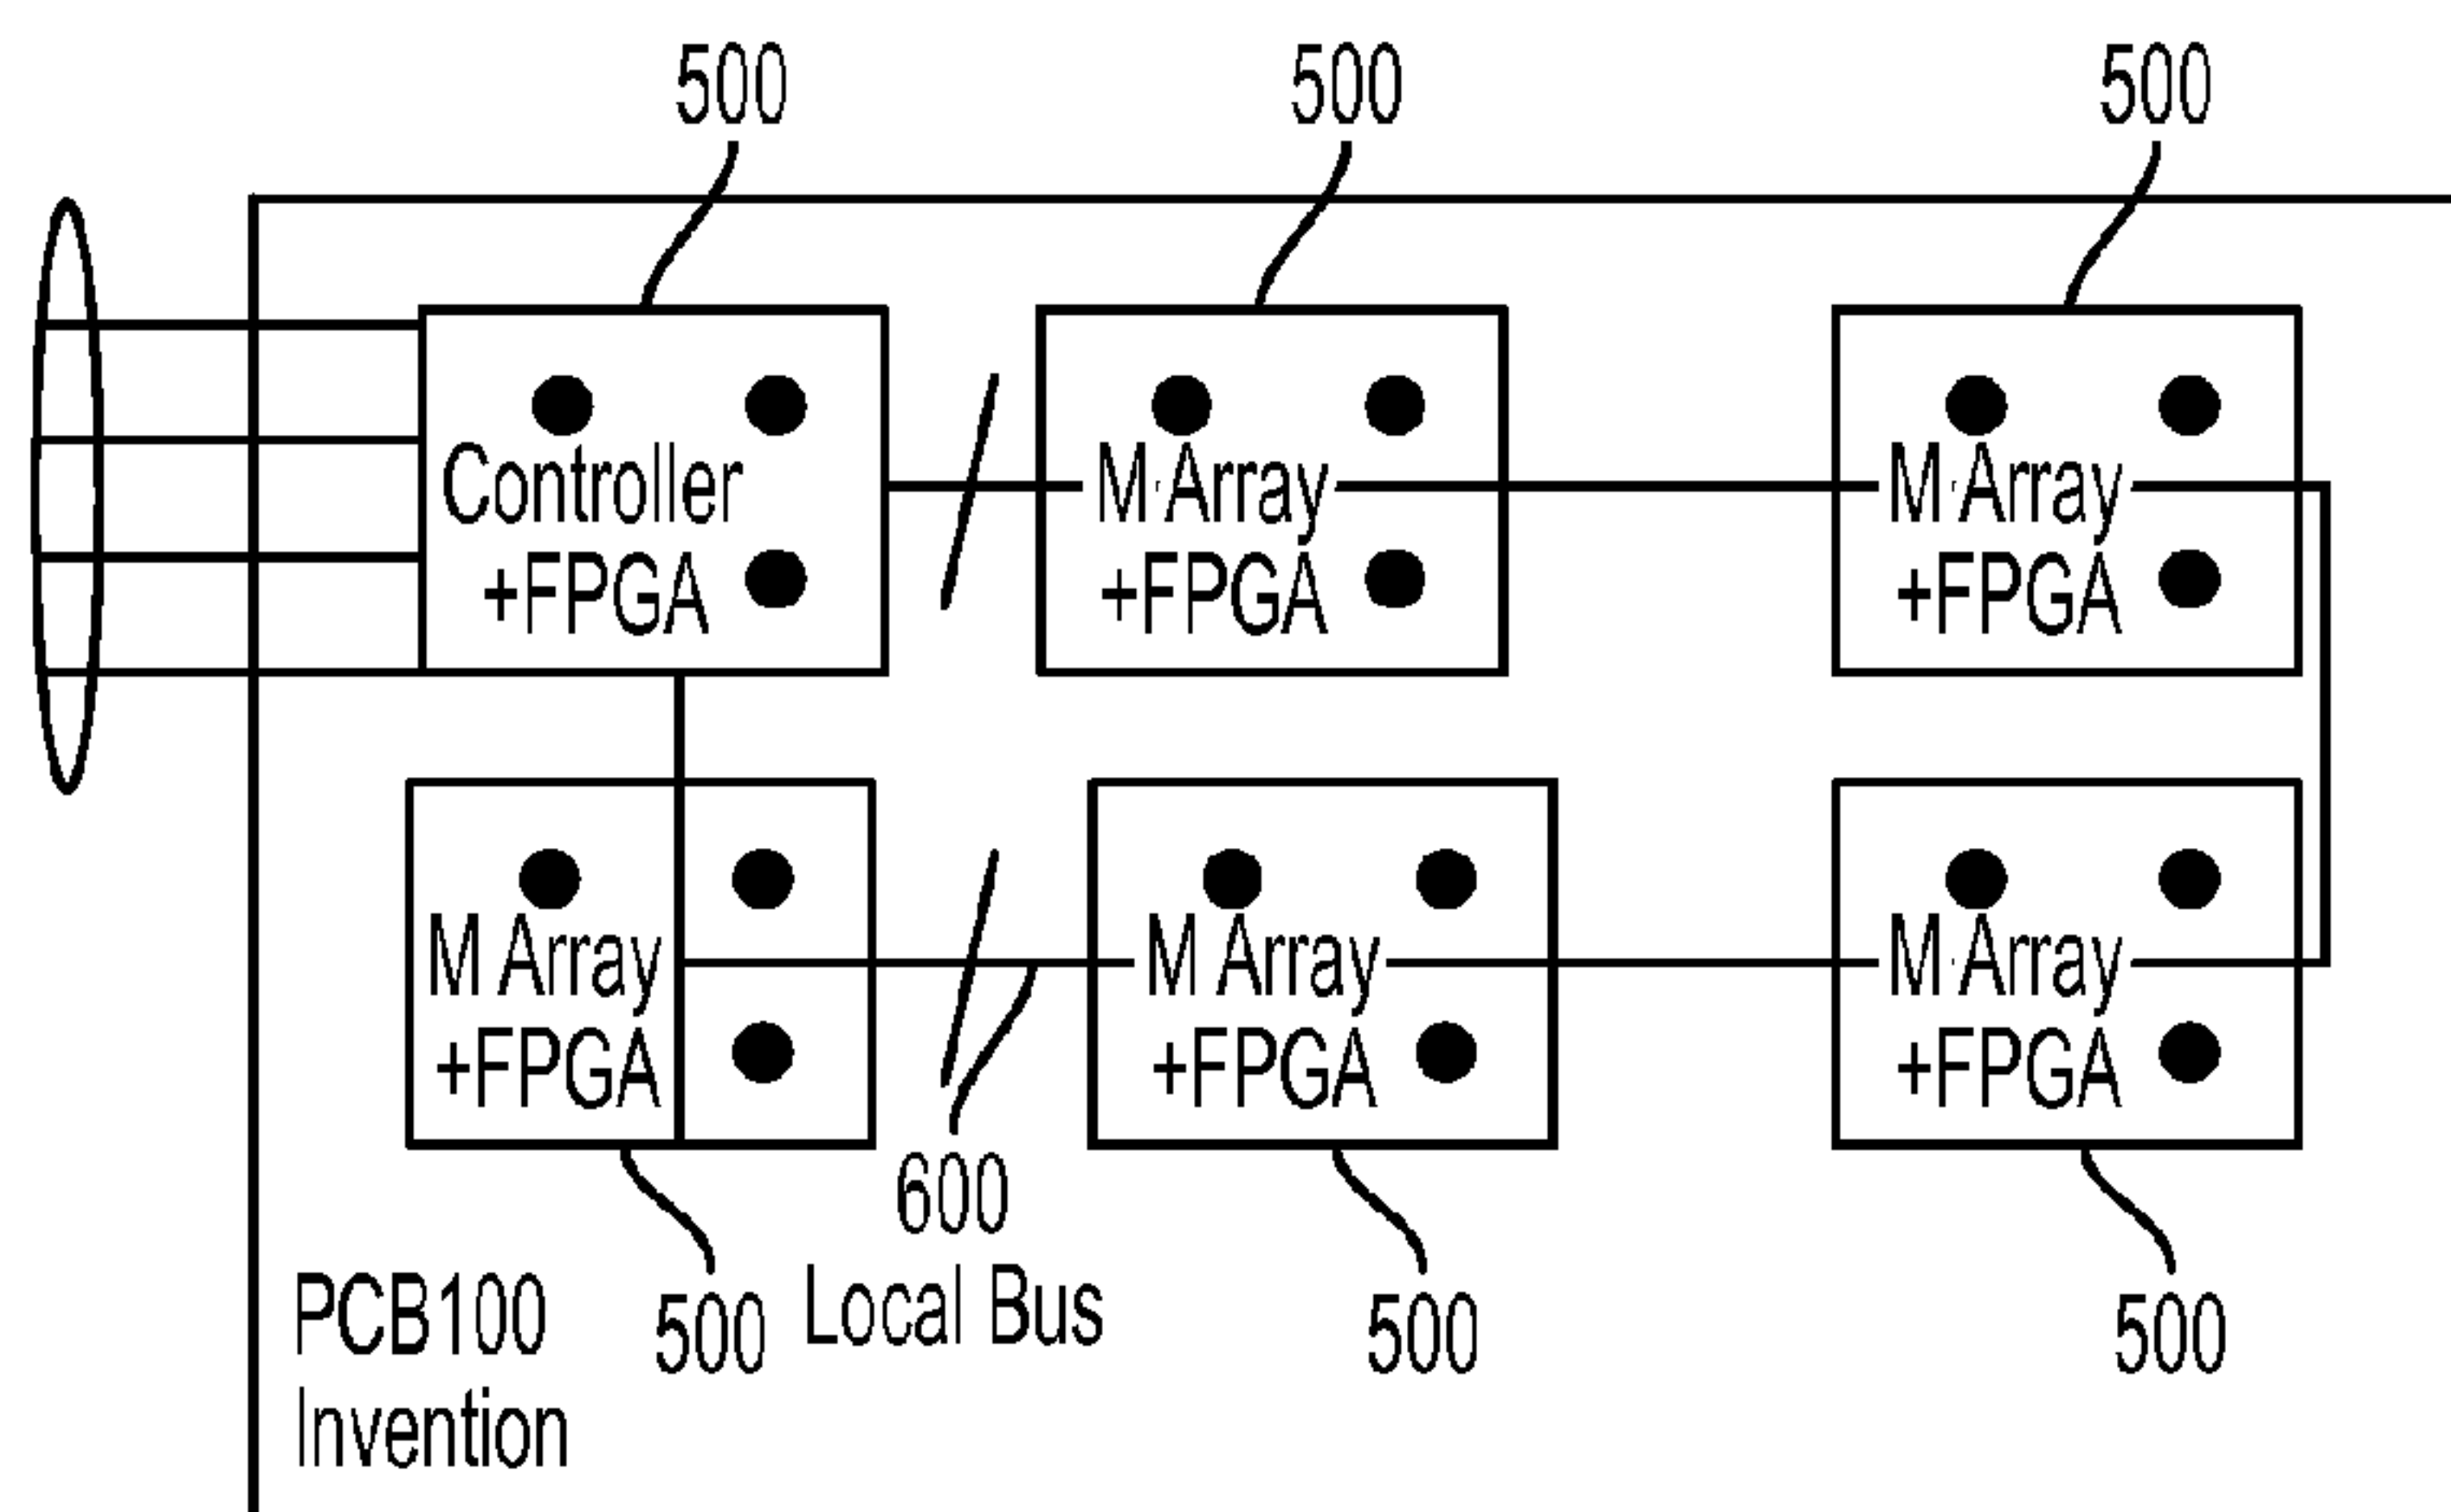 500
500
500
Controller
+FPGA
M Array
+FPGA
M Array
+FPGA
M Array
+FPGA
M Array
+FPGA
M Array
+FPGA
600
Local Bus
500
500
500
PCB100
Invention